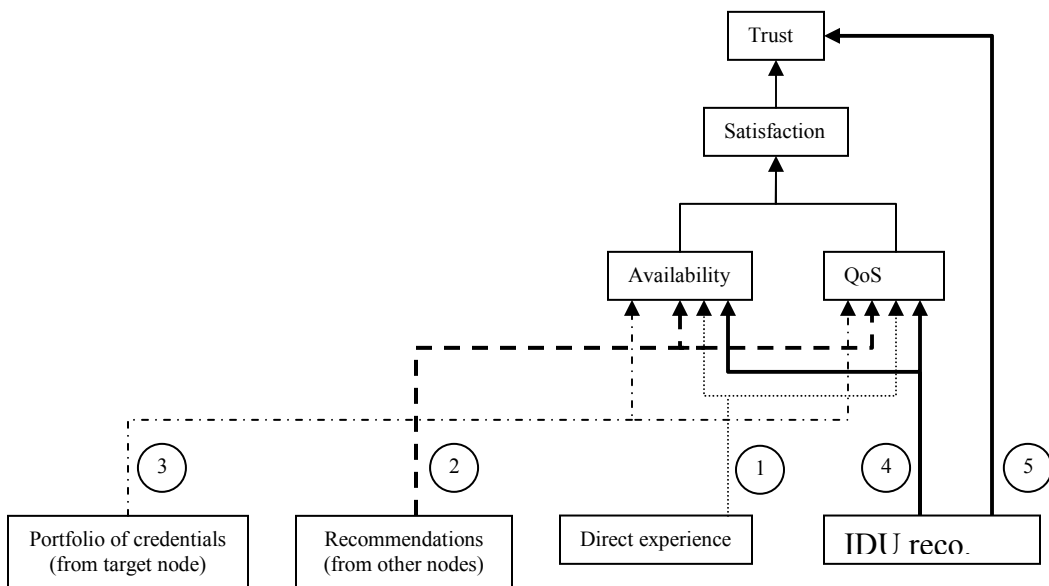 Trust
Satisfaction
Availability
QoS
3
2
1
4
5
Portfolio of credentials
(from target node)
Recommendations
(from other nodes)
Direct experience
IDU reco.